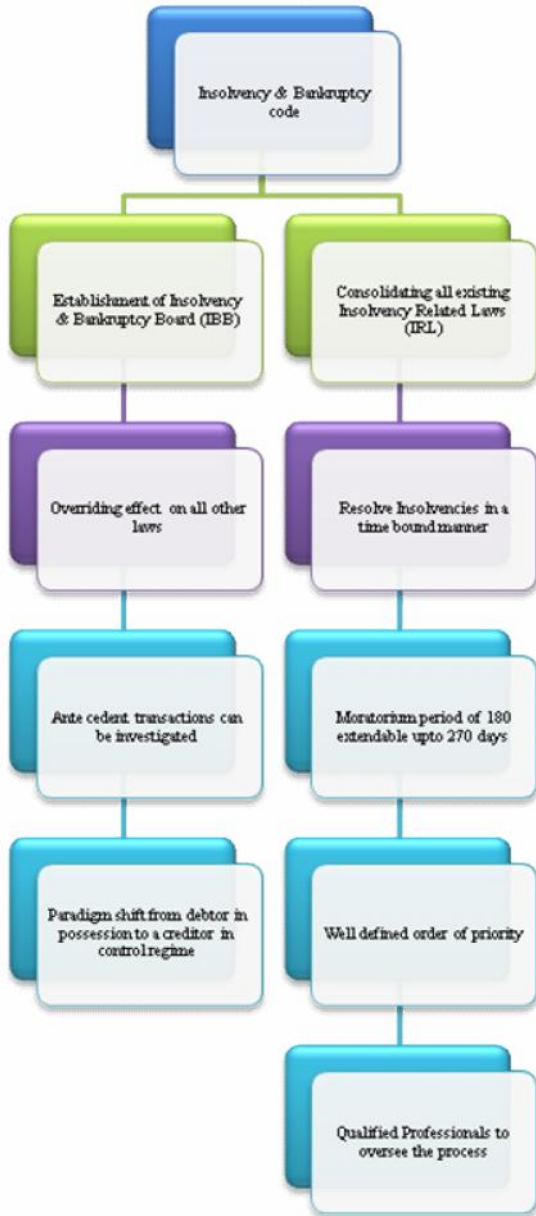 Insolvency & Bankruptcy
code
Establishment of Insolvency
& Bankruptcy Board (IBB)
Consolidating all existing
Insolvency Related Laws
(IRL)
Overriding effect on all other
laws
Resolve Insolvencies in a
time bound manner
Ante cedent transactions can
be investigated
Moratorium period of 180
extendable upto 270 days
Paradigm shift from debtor in
possession to a creditor in
control regime
Well defined order of priority
Qualified Professionals to
oversee the process